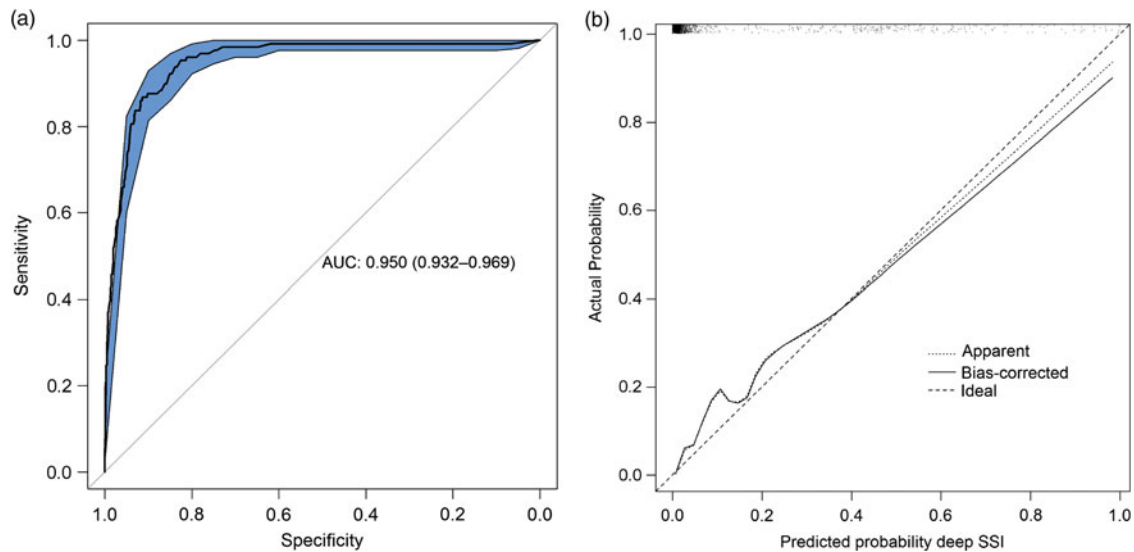 (a)
1.0
0.8
0.6
0.4
0.2
0.0
Sensitivity
AUC: 0.950 (0.932–0.969)
1.0
0.8
0.6
0.4
0.2
0.0
Specificity
(b)
1.0
0.8
0.6
0.4
0.2
0.0
Actual Probability
Apparent
Bias-corrected
Ideal
0.0
0.2
0.4
0.6
0.8
1.0
Predicted probability deep SSI